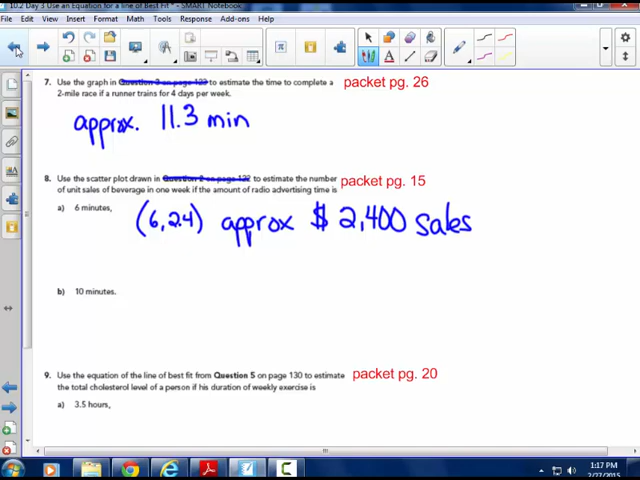 10.2 Day 3 Use an Equation for a line of Best Fit * - SMART Notebook
File Edit View Insert Format Math Tools Response Add-ons Help
7. Use the graph in Question 3 on page 123 to estimate the time to complete a packet pg. 26
2-mile race if a runner trains for 4 days per week.
approx. 11.3 min
8. Use the scatter plot drawn in Question 2 on page 122 to estimate the number packet pg. 15
of unit sales of beverage in one week if the amount of radio advertising time is
a) 6 minutes, (6, 2.4) approx $ 2,400 sales
b) 10 minutes.
9. Use the equation of the line of best fit from Question 5 on page 130 to estimate packet pg. 20
the total cholesterol level of a person if his duration of weekly exercise is
a) 3.5 hours,
1:17 PM
2/27/2015